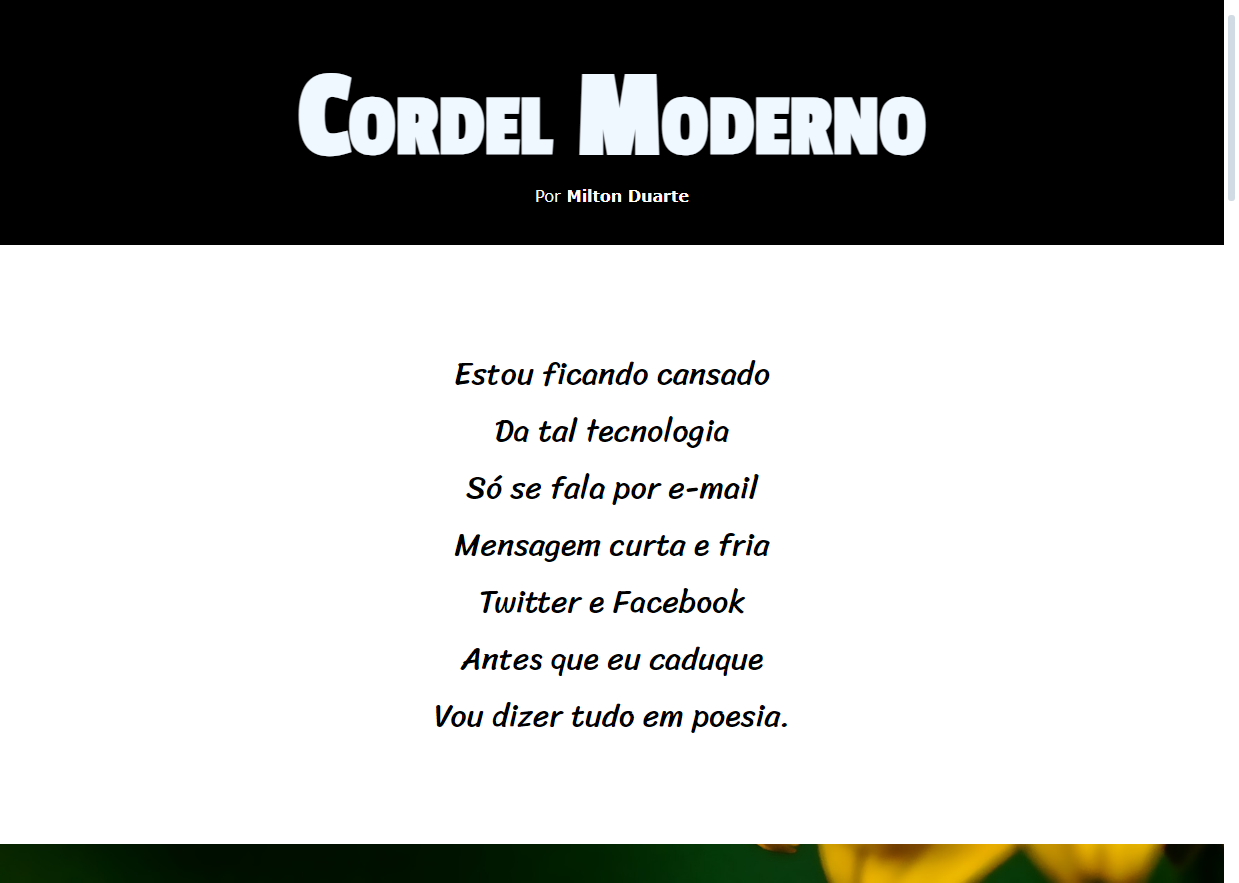 Cordel Moderno
Por Milton Duarte
Estou ficando cansado
Da tal tecnologia
Só se fala por e-mail
Mensagem curta e fria
Twitter e Facebook
Antes que eu caduque
Vou dizer tudo em poesia.